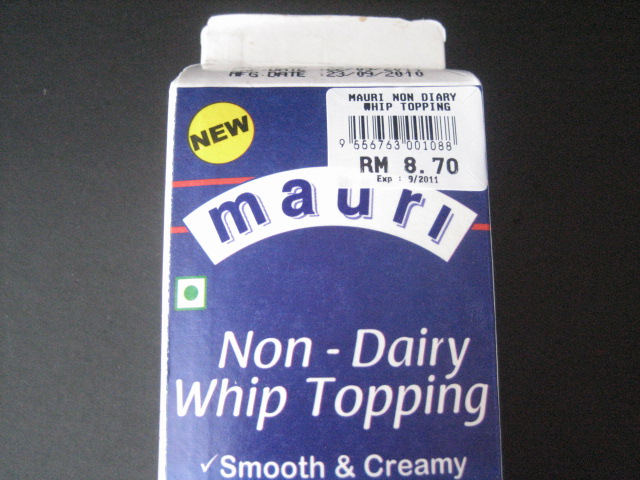 MFG.DATE :23/09/2010
MAURI NON DIARY
WHIP TOPPING
9 556763 001088
RM 8.70
Exp : 9/2011
NEW
mauri
Non - Dairy
Whip Topping
✓Smooth & Creamy